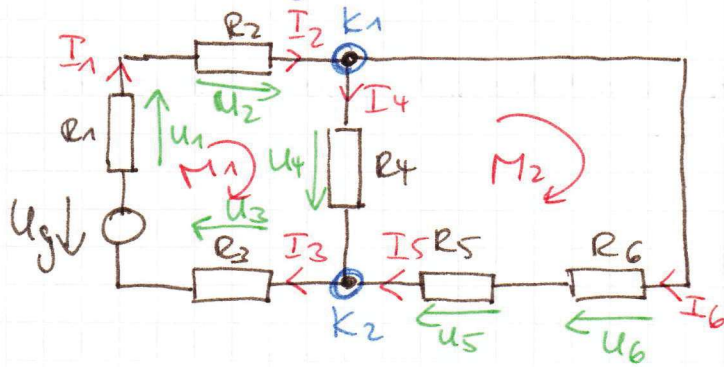 R2 I2 K1
I1
U2 I4
R1 U1
M1 U4 R4 M2
Ug U3
R3 I3 I5 R5 R6
K2 U5 U6 I6